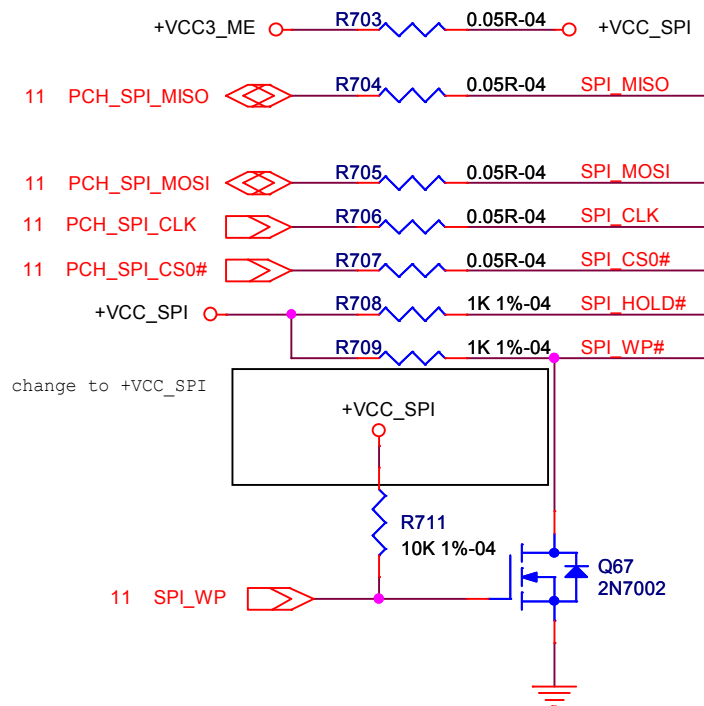 +VCC3_ME R703 0.05R-04 +VCC_SPI
11 PCH_SPI_MISO R704 0.05R-04 SPI_MISO
11 PCH_SPI_MOSI R705 0.05R-04 SPI_MOSI
11 PCH_SPI_CLK R706 0.05R-04 SPI_CLK
11 PCH_SPI_CS0# R707 0.05R-04 SPI_CS0#
+VCC_SPI R708 1K 1%-04 SPI_HOLD#
R709 1K 1%-04 SPI_WP#
change to +VCC_SPI
+VCC_SPI
R711
10K 1%-04
Q67
2N7002
11 SPI_WP